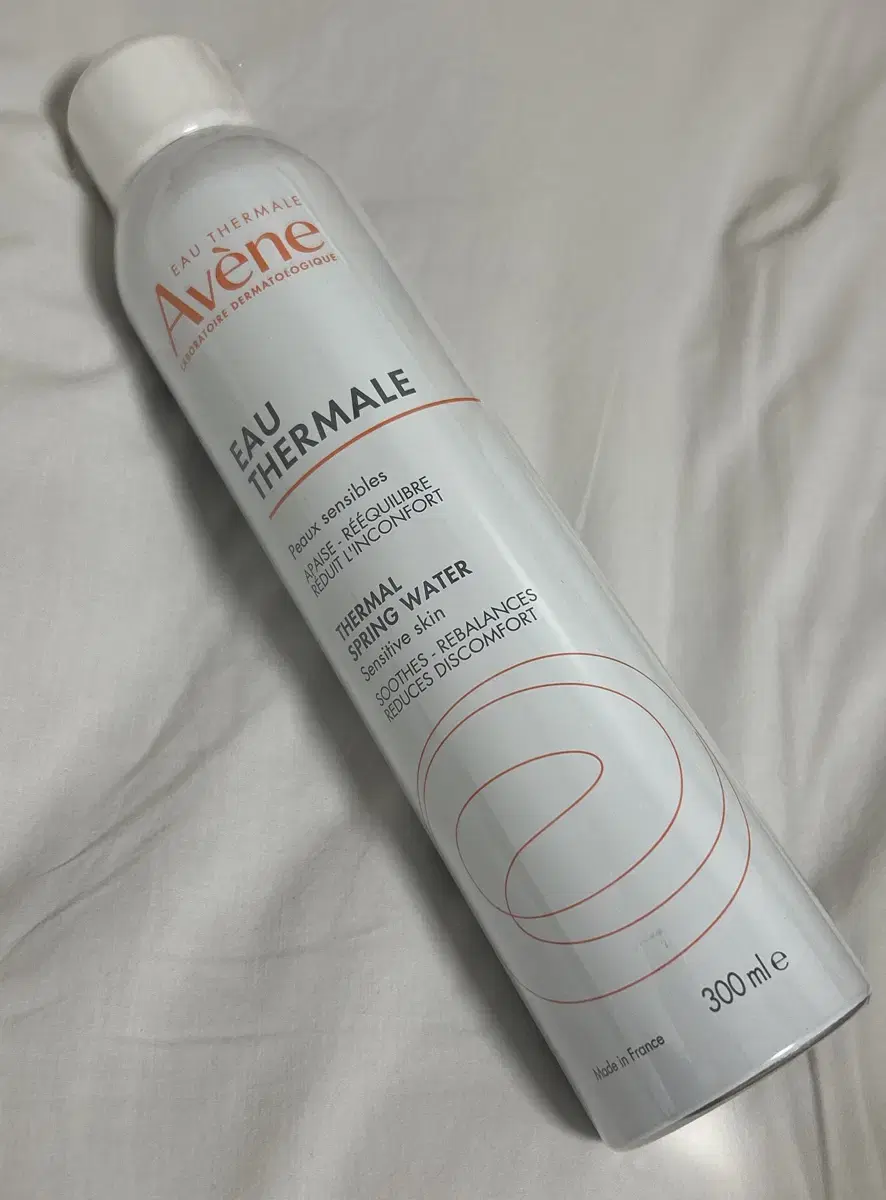 EAU THERMALE
Avène
LABORATOIRE DERMATOLOGIQUE
EAU
THERMALE
Peaux sensibles
APAISE - RÉÉQUILIBRE
RÉDUIT L'INCONFORT
THERMAL
SPRING WATER
Sensitive skin
SOOTHES - REBALANCES
REDUCES DISCOMFORT
300 ml e
Made in France